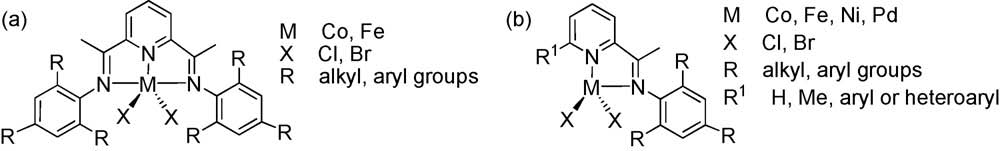 (a)
M Co, Fe
X Cl, Br
R alkyl, aryl groups
N
R R
N M N
X X
R R R R
(b)
M Co, Fe, Ni, Pd
X Cl, Br
R alkyl, aryl groups
R¹ H, Me, aryl or heteroaryl
R¹ N
R
M N
X X
R R